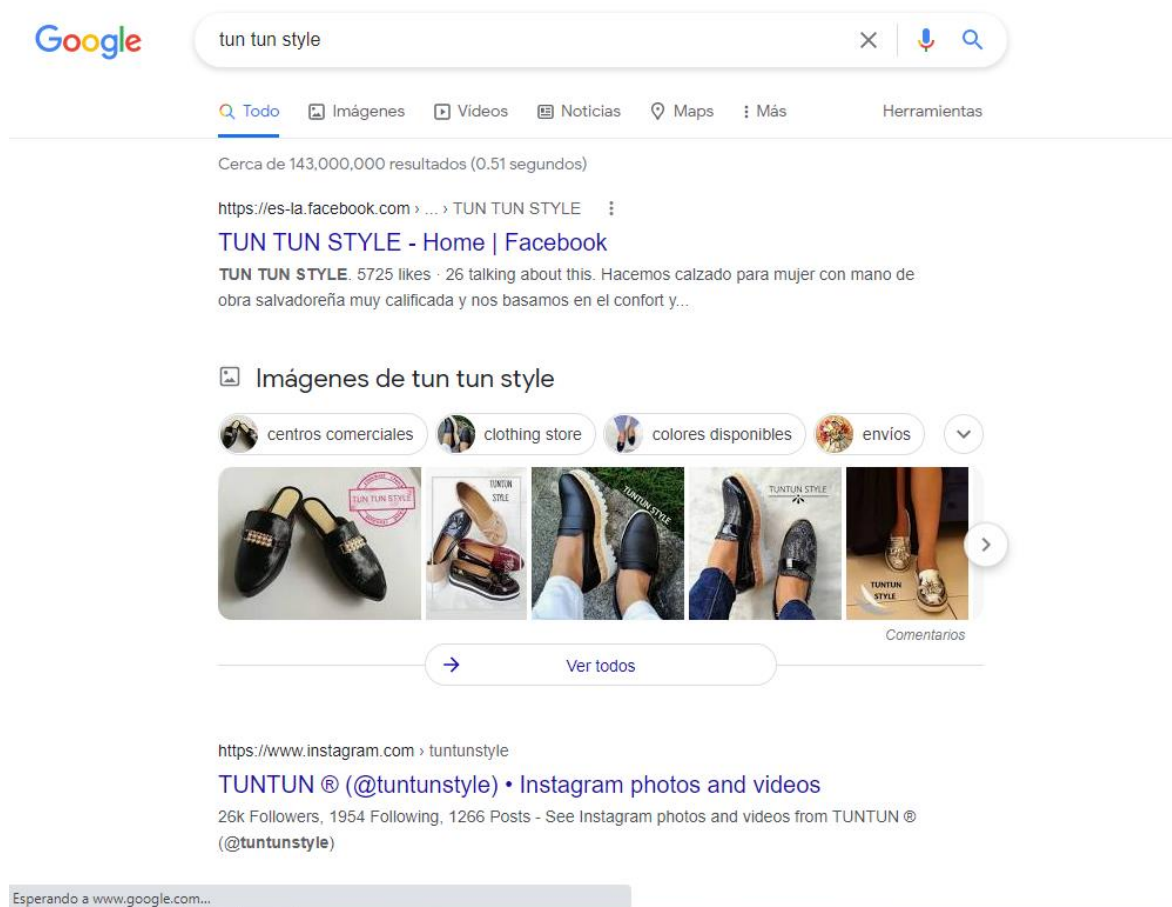 Google
tun tun style
Todo Imágenes Vídeos Noticias Maps Más Herramientas
Cerca de 143,000,000 resultados (0.51 segundos)
https://es-la.facebook.com › ... › TUN TUN STYLE
TUN TUN STYLE - Home | Facebook
TUN TUN STYLE. 5725 likes · 26 talking about this. Hacemos calzado para mujer con mano de
obra salvadoreña muy calificada y nos basamos en el confort y...
Imágenes de tun tun style
centros comerciales clothing store colores disponibles envíos
TUN TUN STYLE
TUNTUN
STYLE
TUNTUN STYLE
TUNTUN STYLE
TUNTUN
STYLE
Comentarios
Ver todos
https://www.instagram.com › tuntunstyle
TUNTUN ® (@tuntunstyle) • Instagram photos and videos
26k Followers, 1954 Following, 1266 Posts - See Instagram photos and videos from TUNTUN ®
(@tuntunstyle)
Esperando a www.google.com...